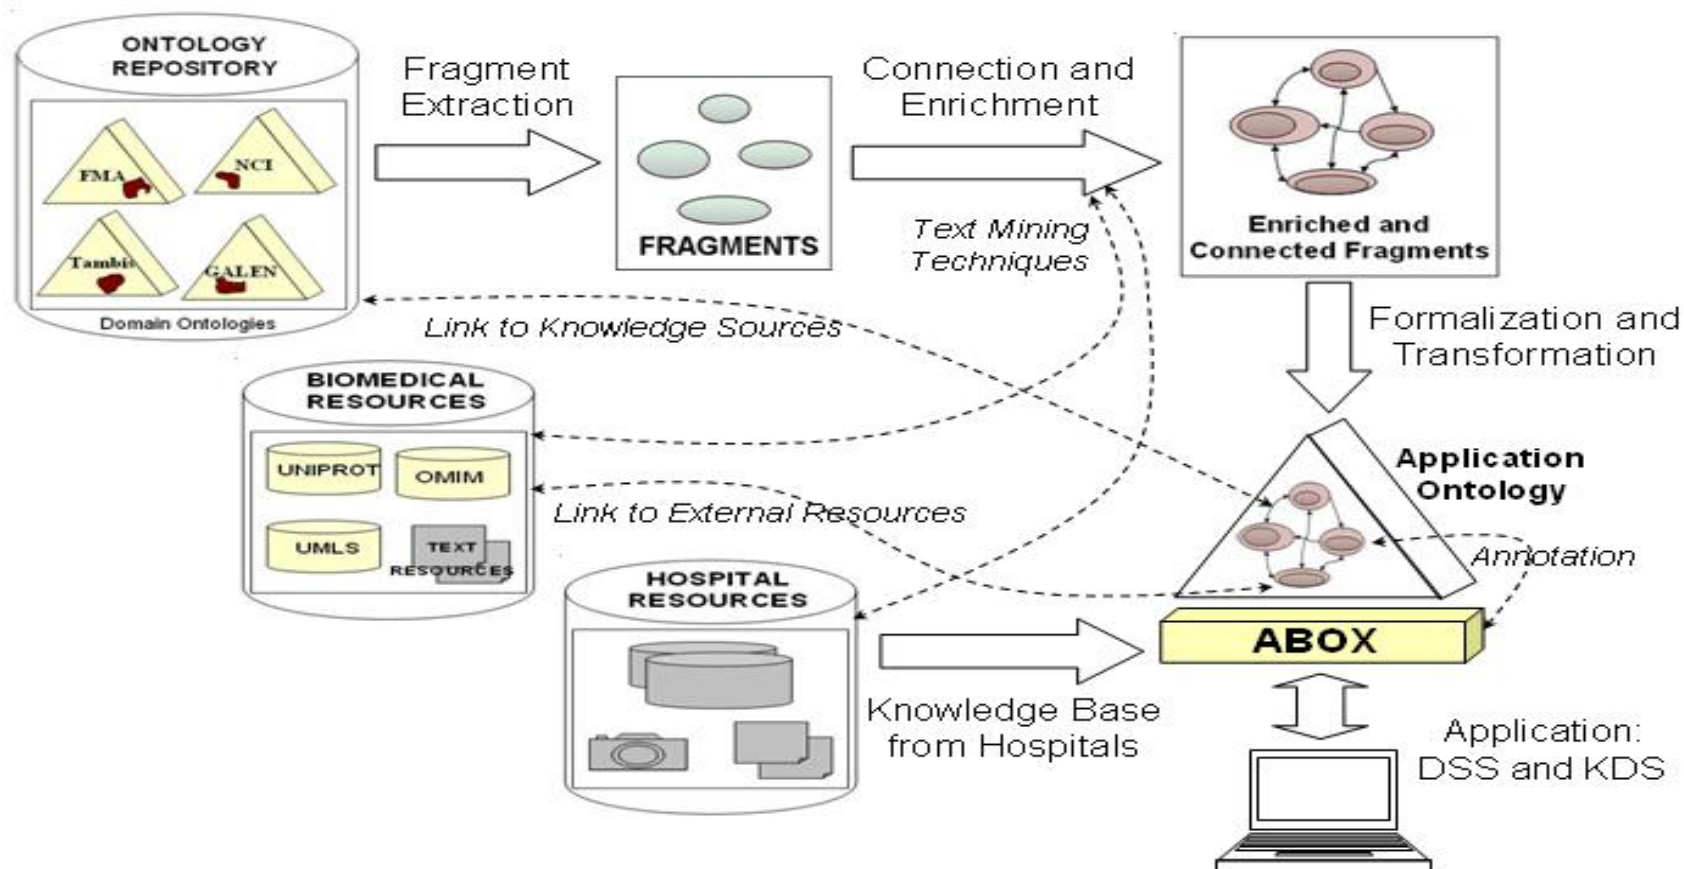 ONTOLOGY
REPOSITORY
FMA
NCI
Tambis
GALEN
Domain Ontologies
Fragment
Extraction
FRAGMENTS
Connection and
Enrichment
Text Mining
Techniques
Enriched and
Connected Fragments
Link to Knowledge Sources
Formalization and
Transformation
BIOMEDICAL
RESOURCES
UNIPROT
OMIM
UMLS
TEXT
RESOURCES
Link to External Resources
Application
Ontology
Annotation
HOSPITAL
RESOURCES
ABOX
Knowledge Base
from Hospitals
Application:
DSS and KDS